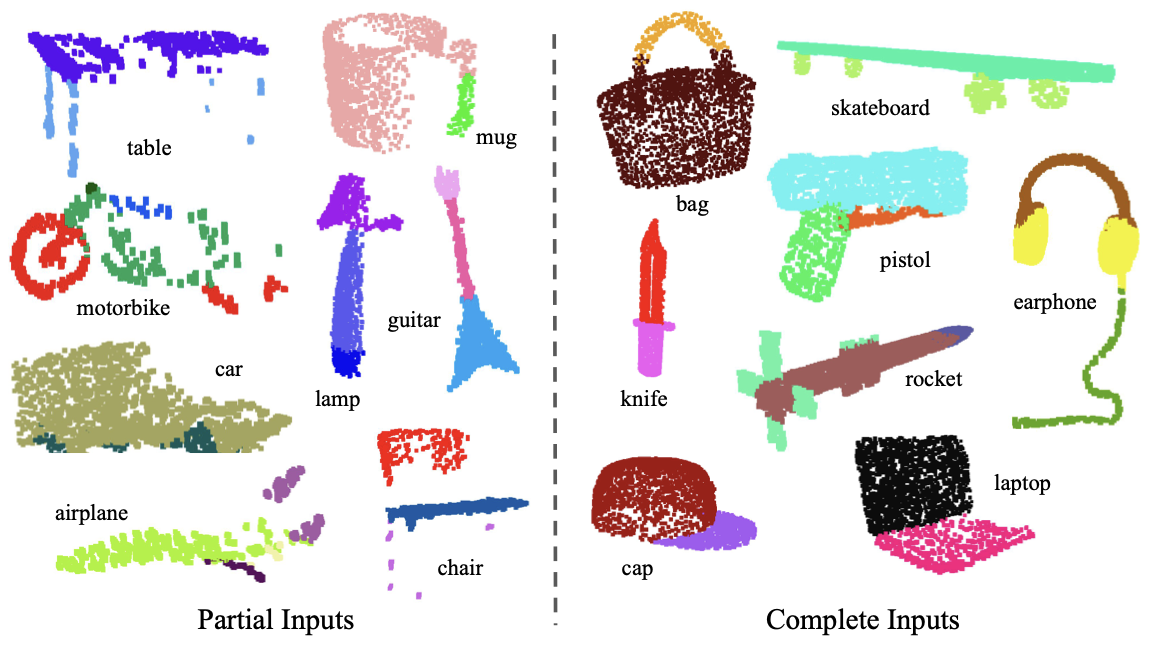 table
mug
motorbike
guitar
car
lamp
airplane
chair
Partial Inputs
skateboard
bag
pistol
earphone
knife
rocket
laptop
cap
Complete Inputs